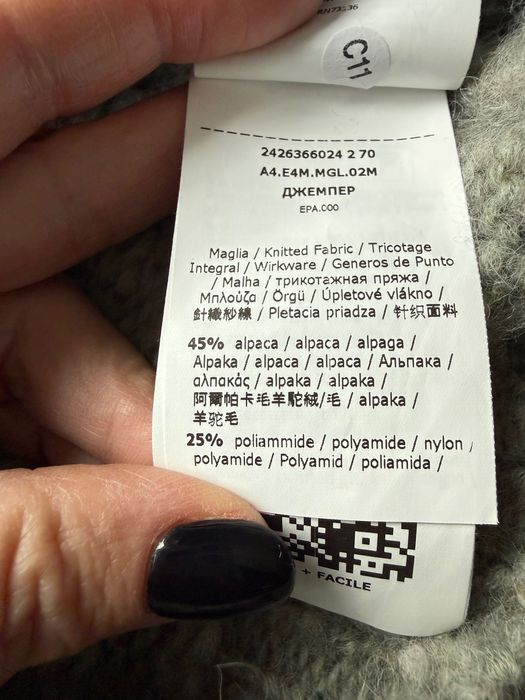 RN73236
C11
2426366024 2 70
A4.E4M.MGL.02M
ДЖЕМПЕР
EPA.000
Maglia / Knitted Fabric / Tricotage
Integral / Wirkware / Generos de Punto
/ Malha / трикотажная пряжа /
Μπλούζα / Örgü / Úpletové vlákno /
針織紗線 / Pletacia priadza / 针织面料
45% alpaca / alpaca / alpaga /
Alpaka / alpaca / alpaca / Альпака /
αλπακάς / alpaka / alpaka /
阿爾帕卡毛羊駝絨/毛 / alpaka /
羊驼毛
25% poliammide / polyamide / nylon /
polyamide / Polyamid / poliamida /
+ FACILE